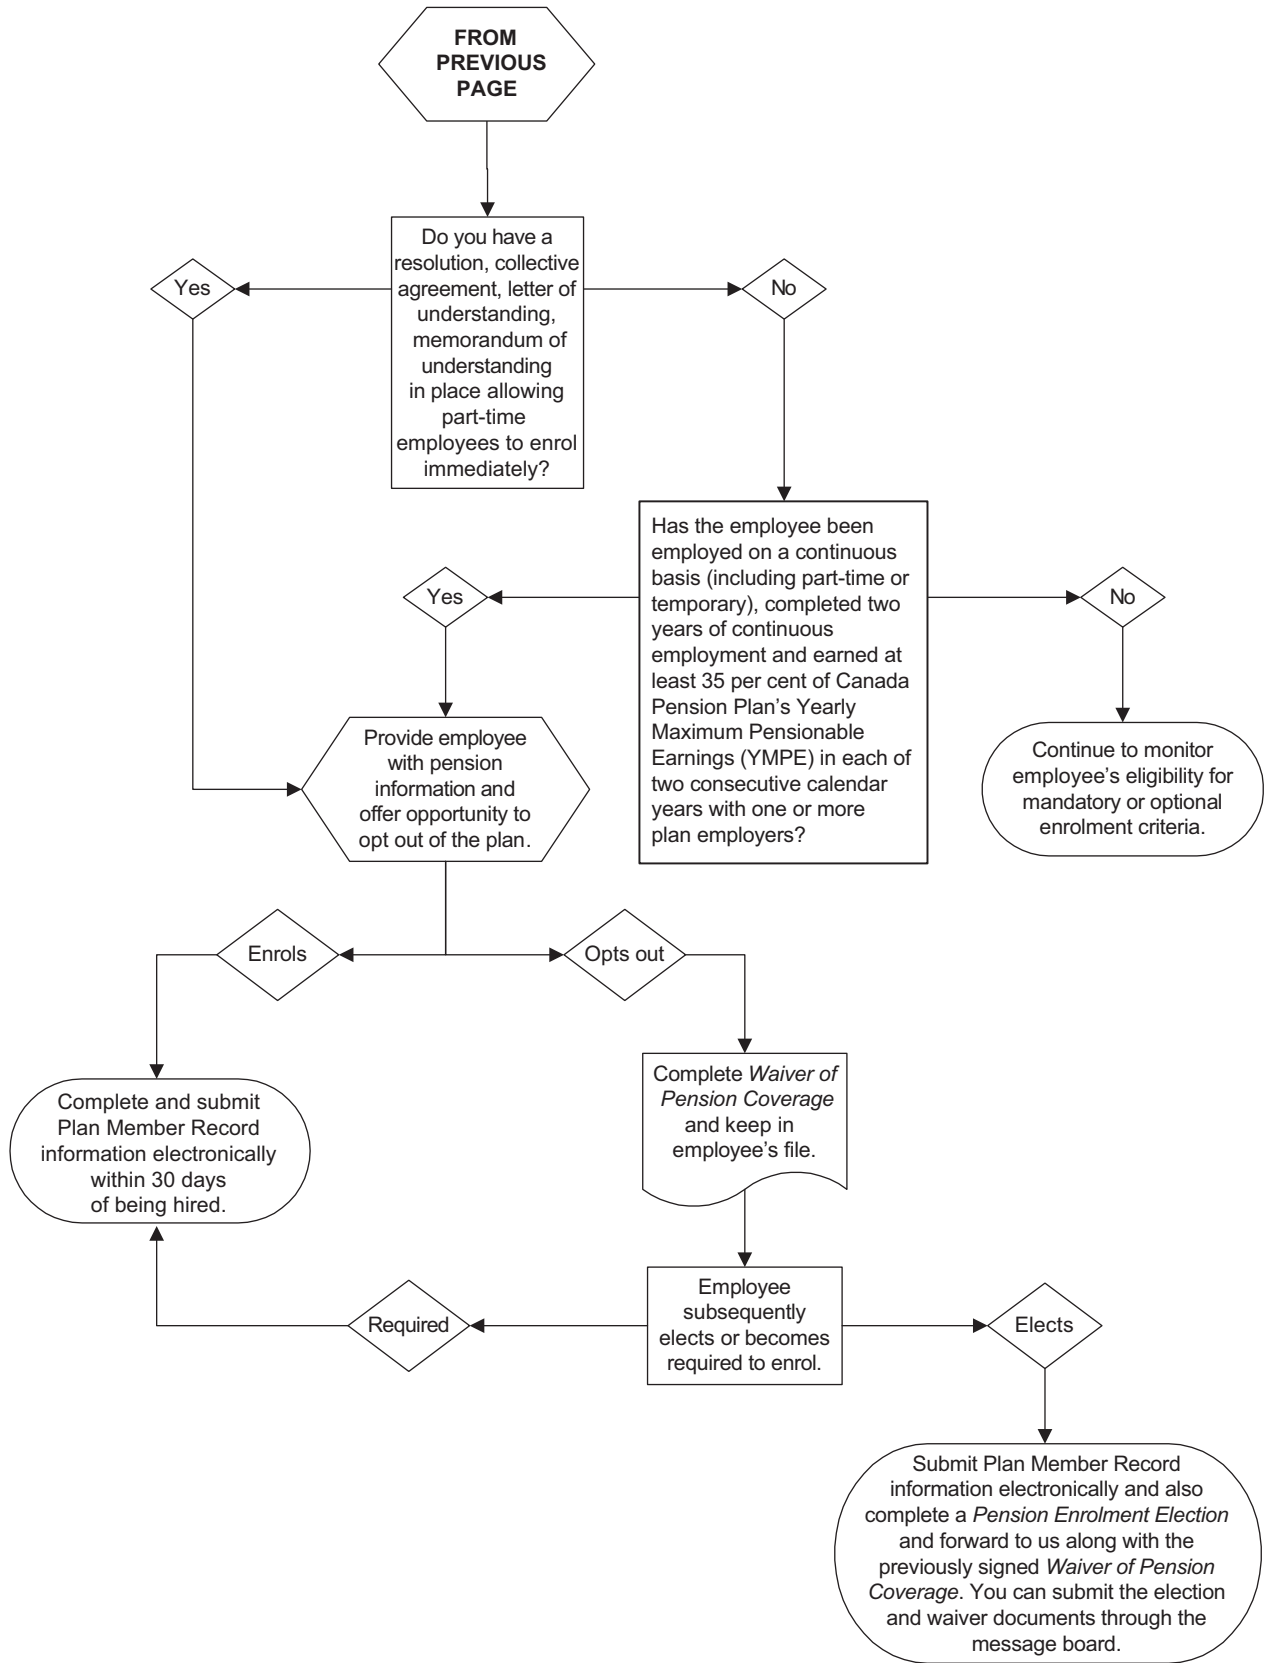 FROM
PREVIOUS
PAGE
Do you have a
resolution, collective
agreement, letter of
understanding,
memorandum of
understanding
in place allowing
part-time
employees to enrol
immediately?
Yes
No
Has the employee been
employed on a continuous
basis (including part-time or
temporary), completed two
years of continuous
employment and earned at
least 35 per cent of Canada
Pension Plan's Yearly
Maximum Pensionable
Earnings (YMPE) in each of
two consecutive calendar
years with one or more
plan employers?
Yes
No
Provide employee
with pension
information and
offer opportunity to
opt out of the plan.
Continue to monitor
employee's eligibility for
mandatory or optional
enrolment criteria.
Enrols
Opts out
Complete and submit
Plan Member Record
information electronically
within 30 days
of being hired.
Complete Waiver of
Pension Coverage
and keep in
employee's file.
Employee
subsequently
elects or becomes
required to enrol.
Required
Elects
Submit Plan Member Record
information electronically and also
complete a Pension Enrolment Election
and forward to us along with the
previously signed Waiver of Pension
Coverage. You can submit the election
and waiver documents through the
message board.